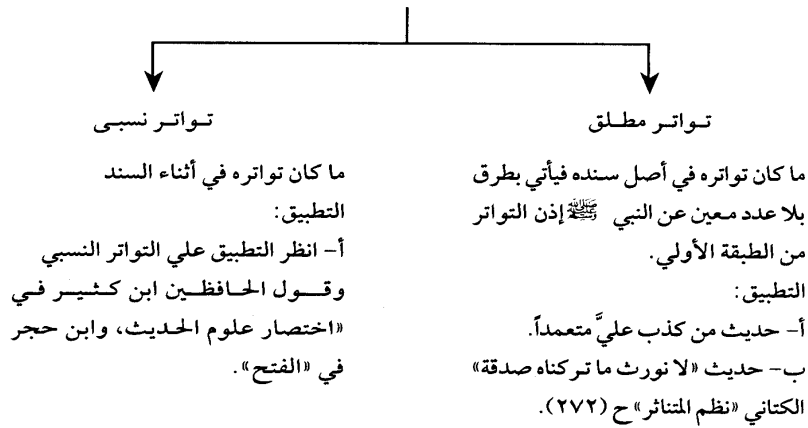 تواتر مطلق
ما كان تواتره في أصل سنده فيأتي بطرق
بلا عدد معين عن النبي ﷺ إذن التواتر
من الطبقة الأولي.
التطبيق:
أ- حديث من كذب عليَّ متعمداً.
ب- حديث «لا نورث ما تركناه صدقة»
الكتاني «نظم المتناثر» ح (٢٧٢).
تواتر نسبى
ما كان تواتره في أثناء السند
التطبيق:
أ- انظر التطبيق علي التواتر النسبي
وقول الحافظين ابن كثير في
«اختصار علوم الحديث، وابن حجر
في «الفتح».